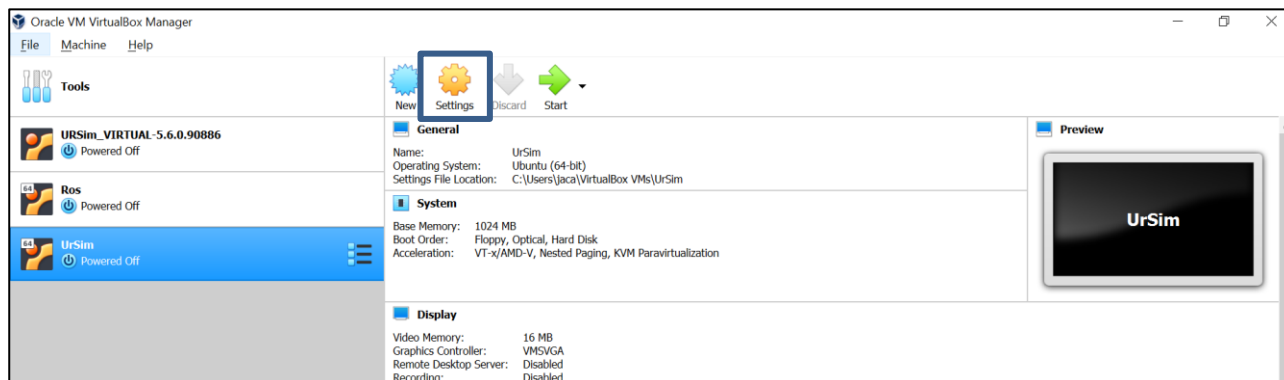 Oracle VM VirtualBox Manager
File Machine Help
Tools
New Settings Discard Start
URSim_VIRTUAL-5.6.0.90886
Powered Off
64
Ros
Powered Off
64
UrSim
Powered Off
General
Name: UrSim
Operating System: Ubuntu (64-bit)
Settings File Location: C:\Users\jaca\VirtualBox VMs\UrSim
System
Base Memory: 1024 MB
Boot Order: Floppy, Optical, Hard Disk
Acceleration: VT-x/AMD-V, Nested Paging, KVM Paravirtualization
Display
Video Memory: 16 MB
Graphics Controller: VMSVGA
Remote Desktop Server: Disabled
Recording: Disabled
Preview
UrSim